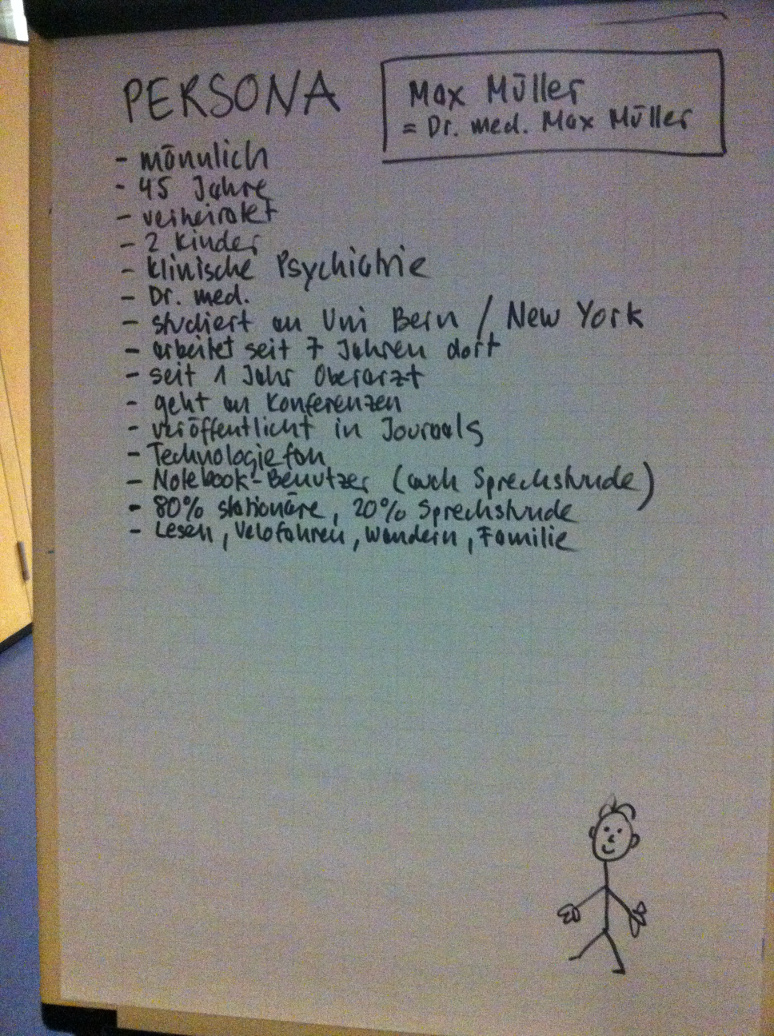 PERSONA
Max Müller
= Dr. med. Max Müller
- männlich
- 45 Jahre
- verheiratet
- 2 Kinder
- klinische Psychiatrie
- Dr. med.
- studiert an Uni Bern / New York
- arbeitet seit 7 Jahren dort
- seit 1 Jahr Oberarzt
- geht an Konferenzen
- veröffentlicht in Journals
- Technologiefan
- Notebook-Benutzer (auch Sprechstunde)
- 80% stationäre, 20% Sprechstunde
- Lesen, Velofahren, Wandern, Familie